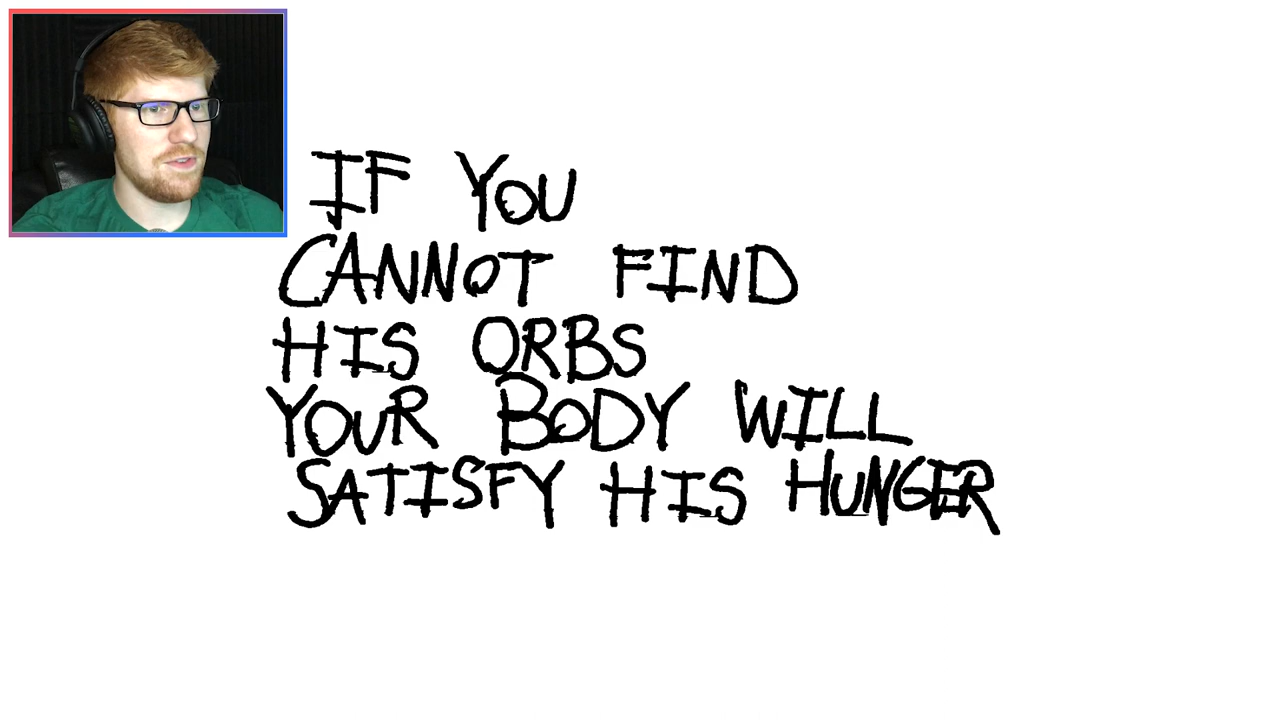 IF YOU
CANNOT FIND
HIS ORBS
YOUR BODY WILL
SATISFY HIS HUNGER